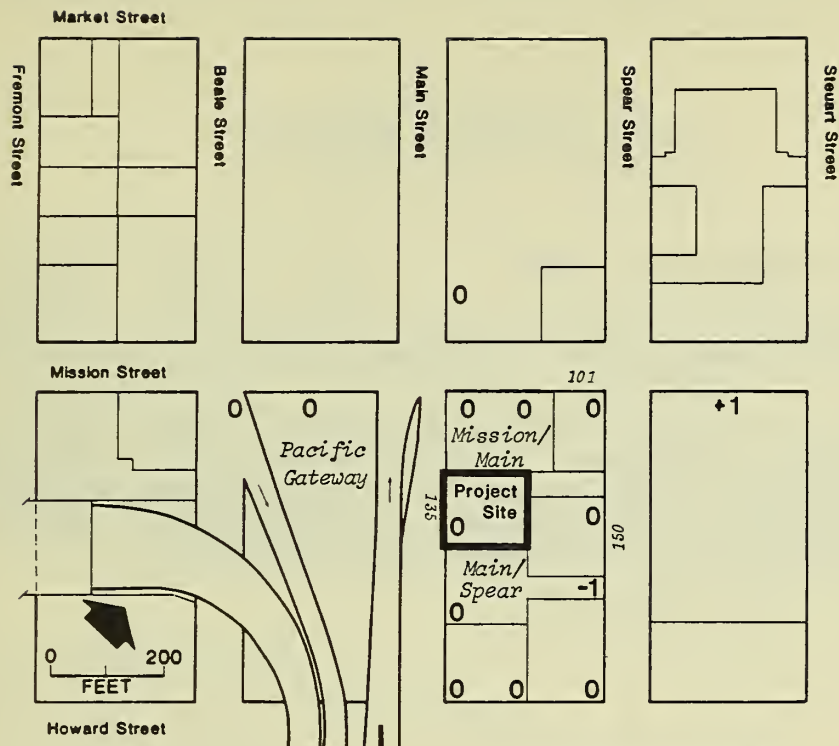 Market Street
Fremont Street
Beale Street
Main Street
Spear Street
Steuart Street
0
Mission Street
101
0
0
0 0 0
+1
Pacific
Gateway
Mission/
Main
135
Project
Site
0
0
150
Main/
Spear
-1
0
0 200
FEET
0 0 0
Howard Street